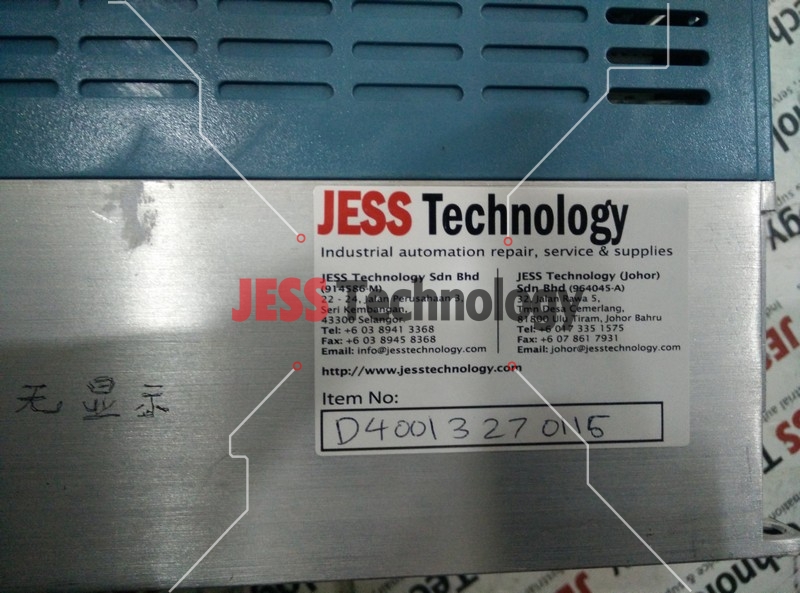 JESS Technology
Industrial automation repair, service & supplies
JESS Technology Sdn Bhd
(914586-M)
22 - 24, Jalan Perusahaan 3,
Seri Kembangan,
43300 Selangor.
Tel: +6 03 8941 3368
Fax: +6 03 8945 8368
Email: info@jesstechnology.com
JESS Technology (Johor)
Sdn Bhd (964045-A)
32, Jalan Rawa 5,
Tmn Desa Cemerlang,
81800 Ulu Tiram, Johor Bahru
Tel: +6 07 335 1575
Fax: +6 07 861 7931
Email: johor@jesstechnology.com
http://www.jesstechnology.com
Item No:
D40013270115
无显示
JESS Technology
JESS
Technology